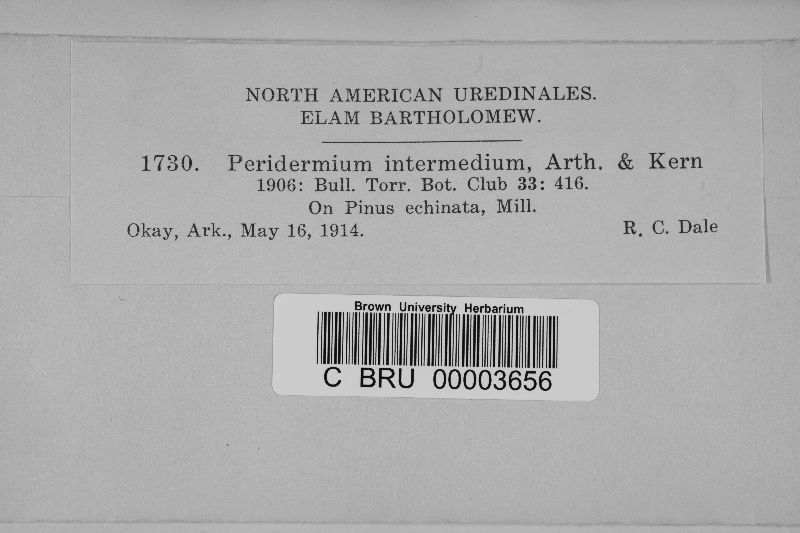 NORTH AMERICAN UREDINALES.
ELAM BARTHOLOMEW.
1730. Peridermium intermedium, Arth. & Kern
1906: Bull. Torr. Bot. Club 33: 416.
On Pinus echinata, Mill.
Okay, Ark., May 16, 1914. R. C. Dale
Brown University Herbarium
C BRU 00003656